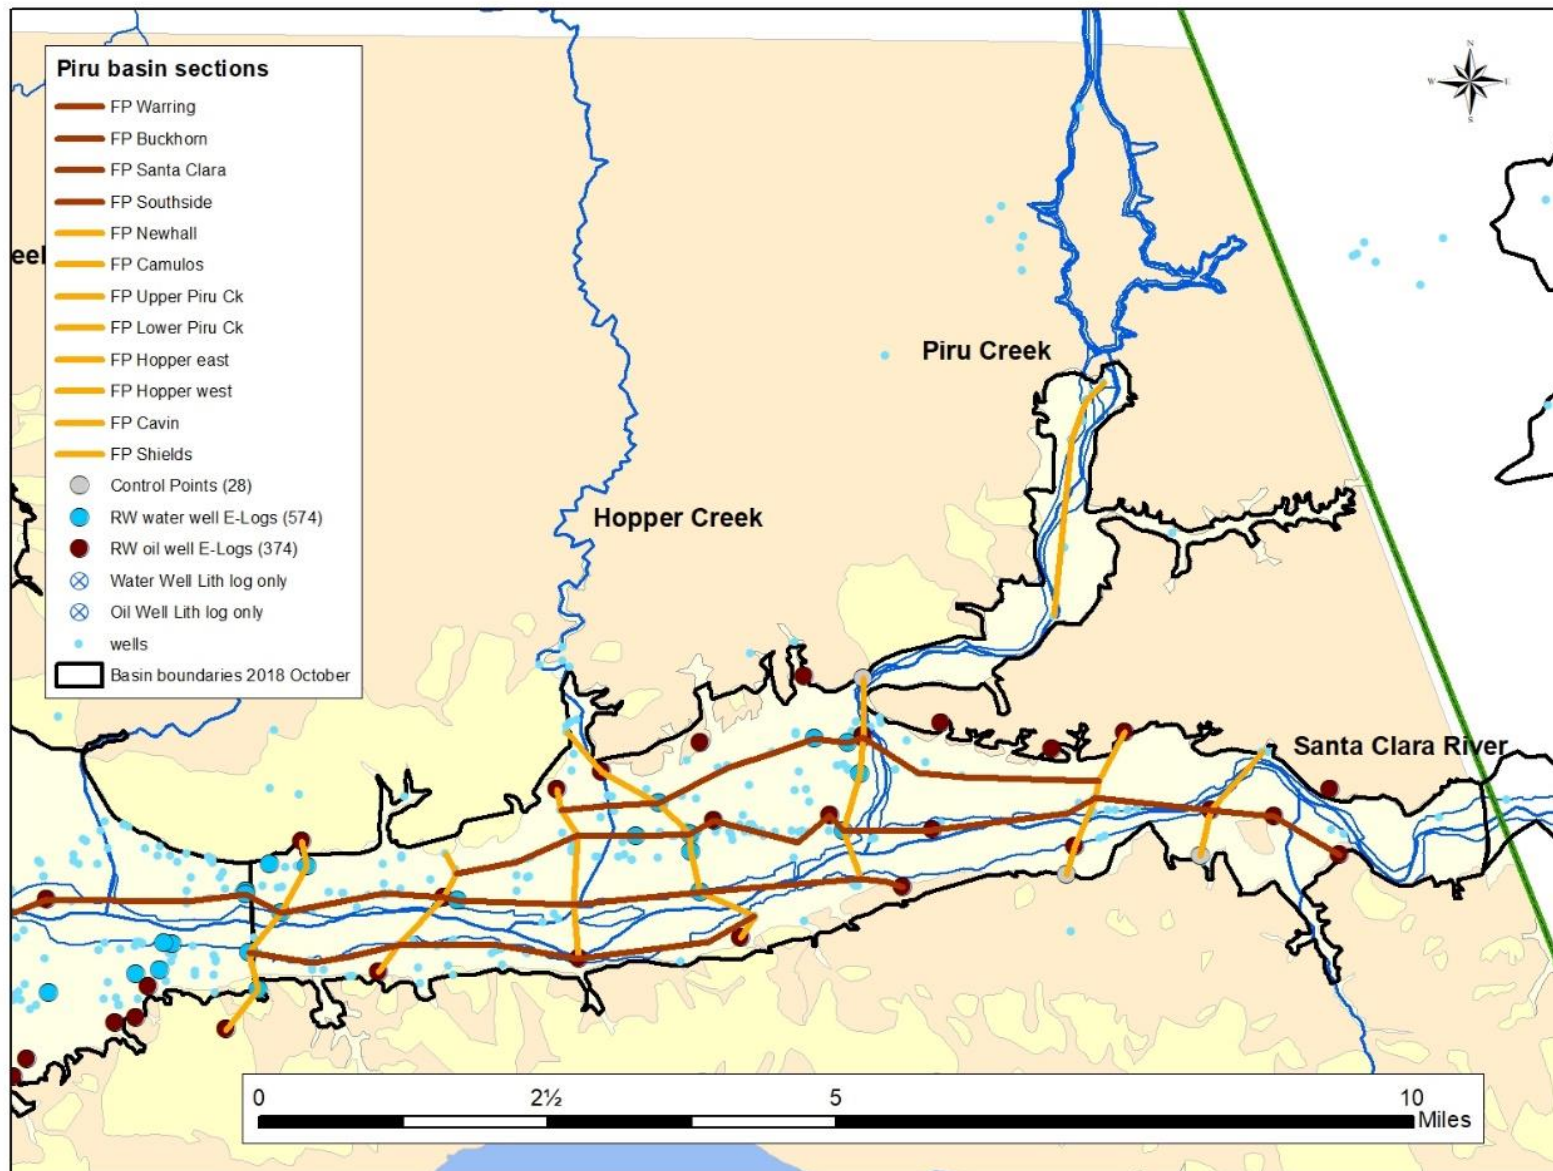 Piru basin sections
FP Warring
FP Buckhorn
FP Santa Clara
FP Southside
FP Newhall
FP Camulos
FP Upper Piru Ck
FP Lower Piru Ck
FP Hopper east
FP Hopper west
FP Cavin
FP Shields
Control Points (28)
RW water well E-Logs (574)
RW oil well E-Logs (374)
Water Well Lith log only
Oil Well Lith log only
wells
Basin boundaries 2018 October
N
W
E
S
eel
Piru Creek
Hopper Creek
Santa Clara River
0 2½ 5 10
Miles